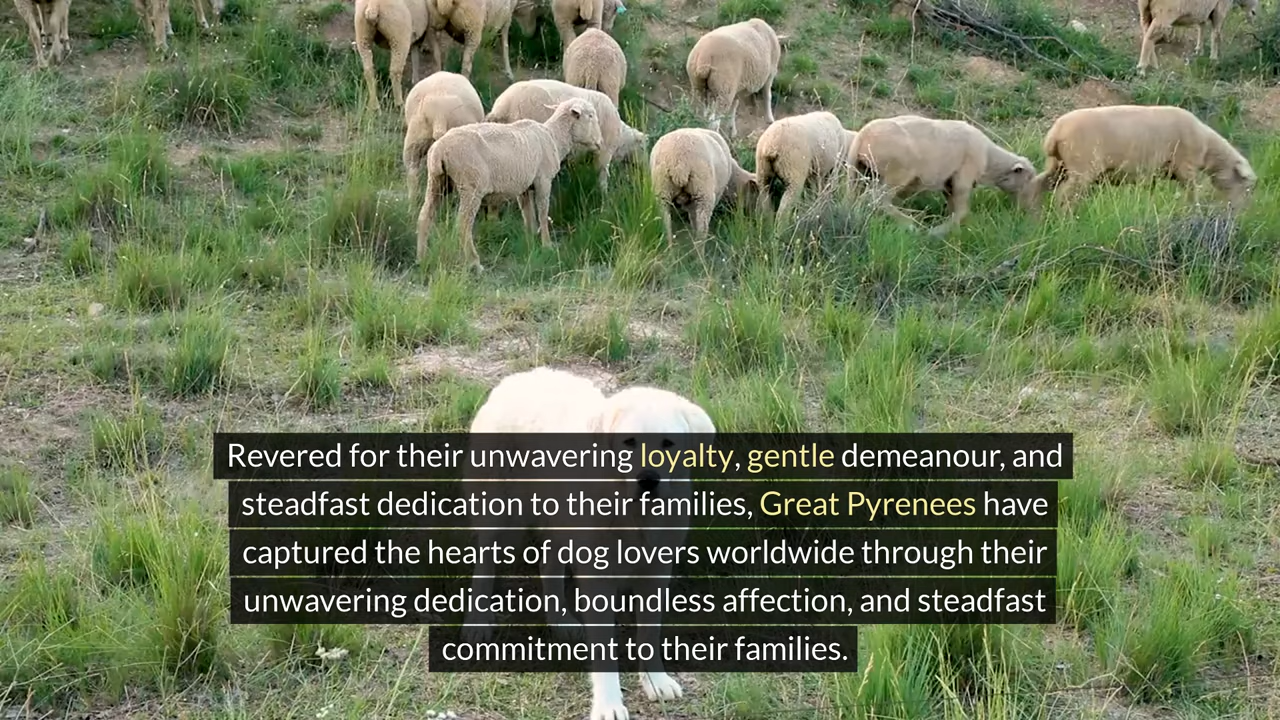 Revered for their unwavering loyalty, gentle demeanour, and
steadfast dedication to their families, Great Pyrenees have
captured the hearts of dog lovers worldwide through their
unwavering dedication, boundless affection, and steadfast
commitment to their families.